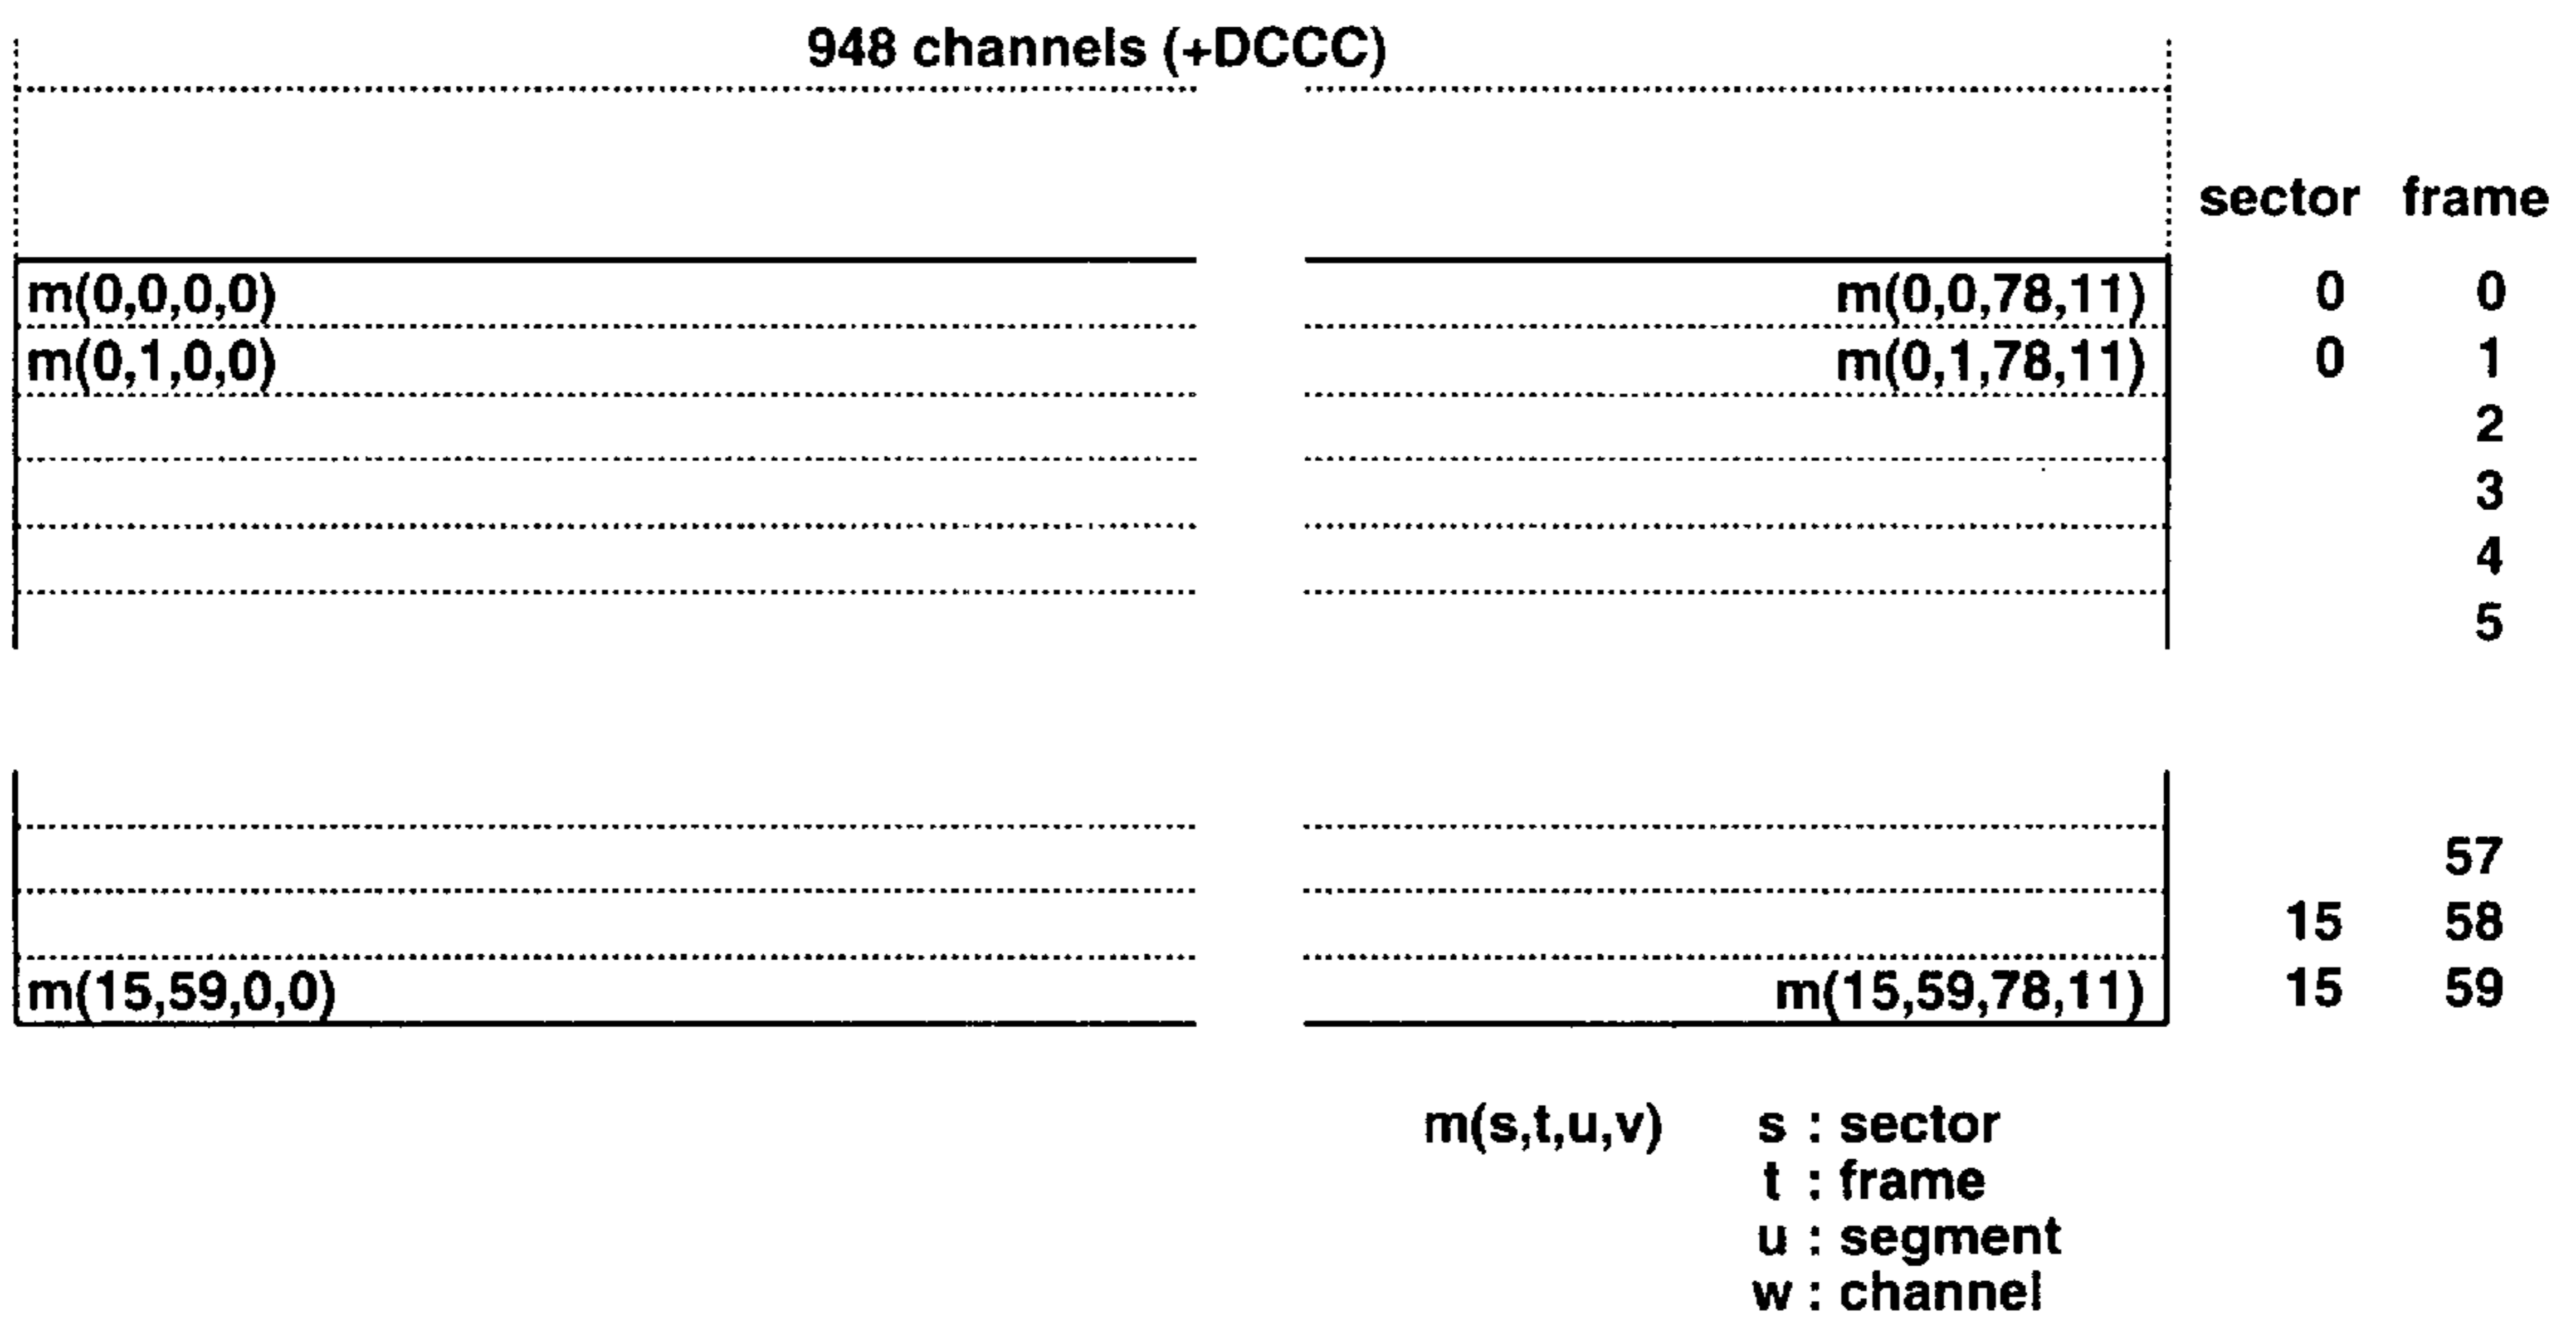 948 channels (+DCCC)
sector frame
m(0,0,0,0) m(0,0,78,11) 0 0
m(0,1,0,0) m(0,1,78,11) 0 1
2
3
4
5
57
15 58
m(15,59,0,0) m(15,59,78,11) 15 59
m(s,t,u,v) s : sector
t : frame
u : segment
w : channel